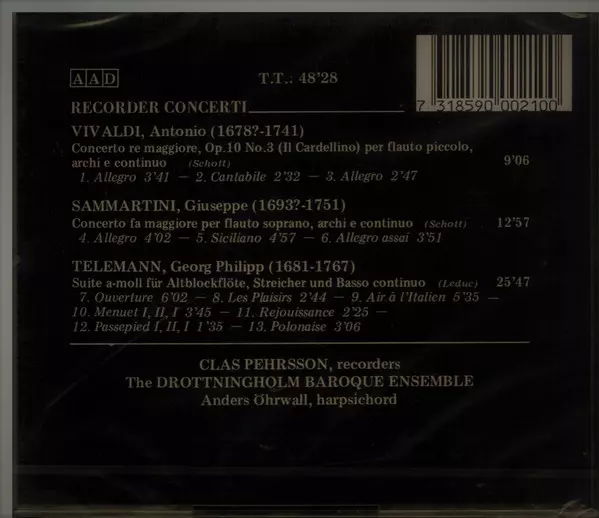 AAD
T.T.: 48'28
7 318590 002100
RECORDER CONCERTI
VIVALDI, Antonio (1678?-1741)
Concerto re maggiore, Op.10 No.3 (Il Cardellino) per flauto piccolo,
archi e continuo (Schott) 9'06
1. Allegro 3'41 — 2. Cantabile 2'32 — 3. Allegro 2'47
SAMMARTINI, Giuseppe (1693?-1751)
Concerto fa maggiore per flauto soprano, archi e continuo (Schott) 12'57
4. Allegro 4'02 — 5. Siciliano 4'57 — 6. Allegro assai 3'51
TELEMANN, Georg Philipp (1681-1767)
Suite a-moll für Altblockflöte, Streicher und Basso continuo (Leduc) 25'47
7. Ouverture 6'02 — 8. Les Plaisirs 2'44 — 9. Air à l'Italien 5'35 —
10. Menuet I, II, I 3'45 — 11. Rejouissance 2'25 —
12. Passepied I, II, I 1'35 — 13. Polonaise 3'06
CLAS PEHRSSON, recorders
The DROTTNINGHOLM BAROQUE ENSEMBLE
Anders Öhrwall, harpsichord